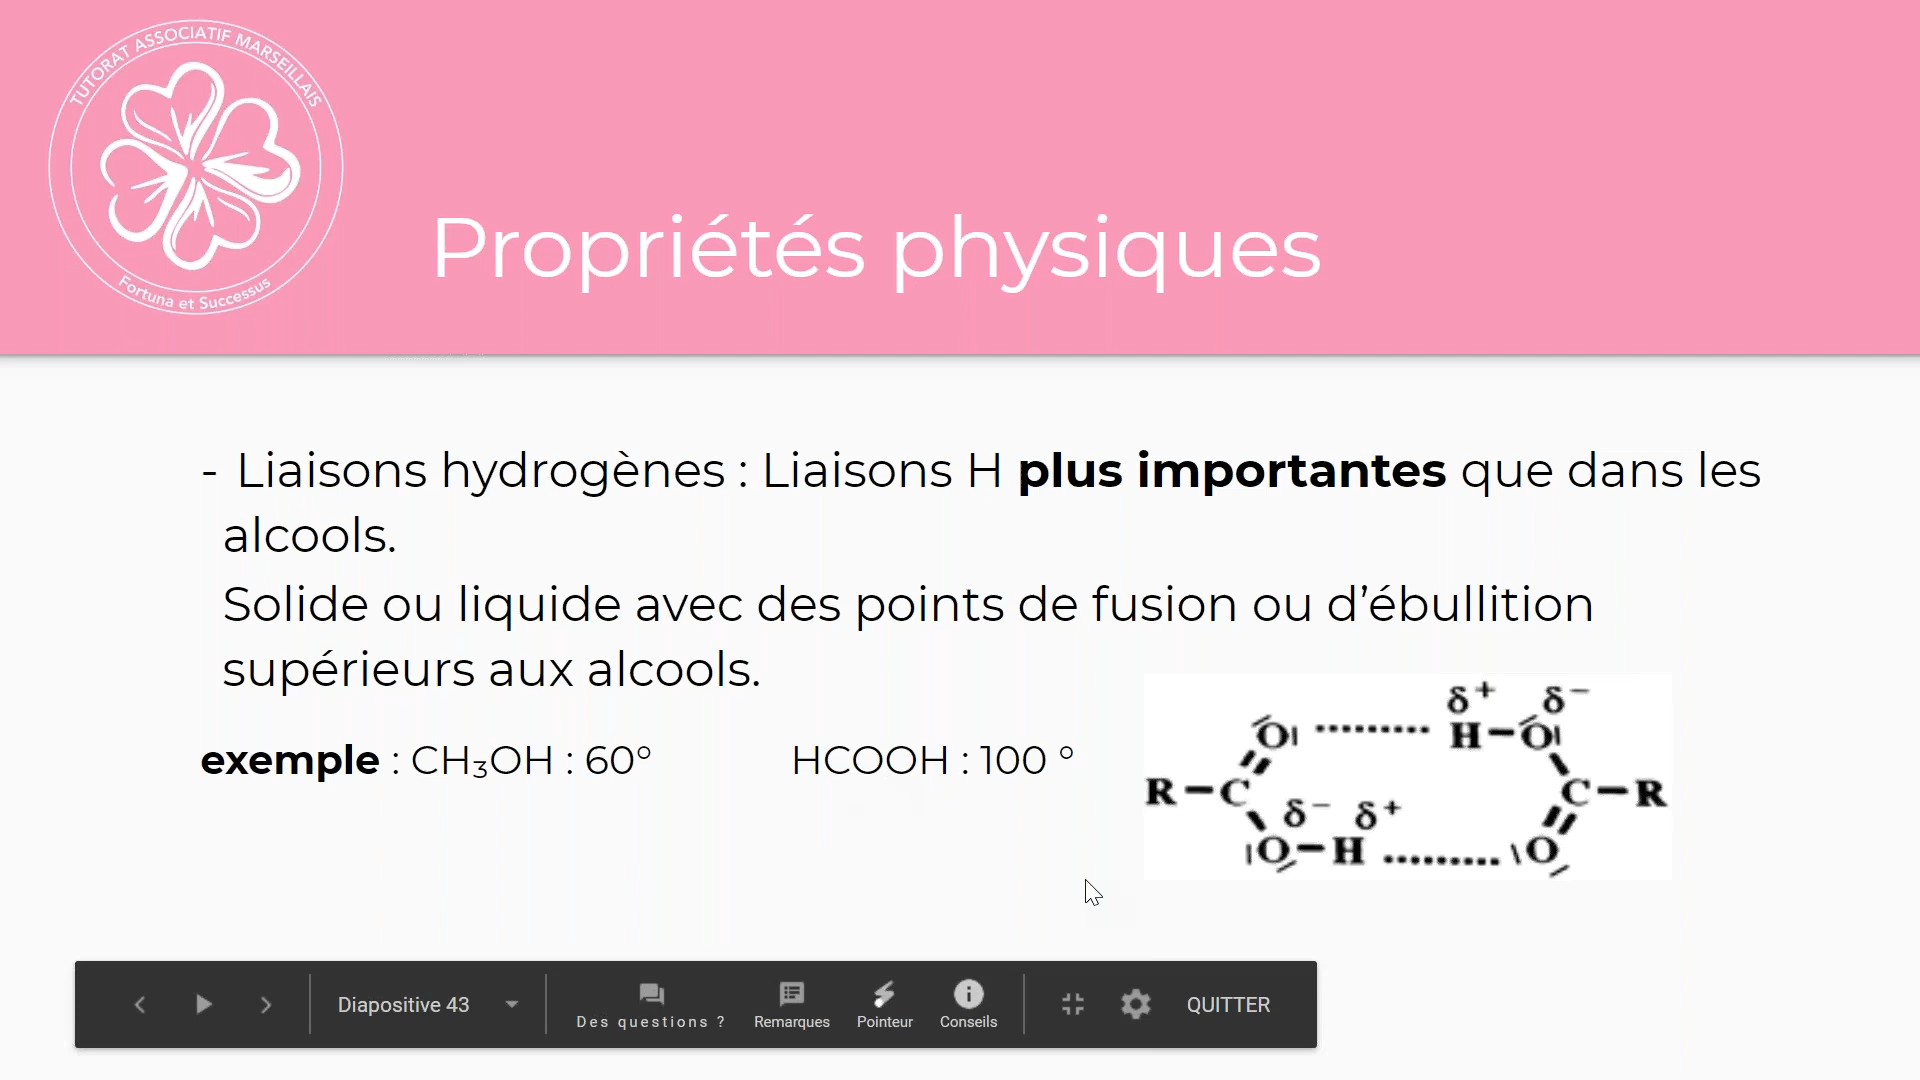 TUTORAT ASSOCIATIF MARSEILLAIS
Fortuna et Successus
Propriétés physiques
- Liaisons hydrogènes : Liaisons H plus importantes que dans les
alcools.
Solide ou liquide avec des points de fusion ou d’ébullition
supérieurs aux alcools.
exemple : CH₃OH : 60° HCOOH : 100 °
δ+ δ−
O H−O
R−C δ− δ+ C−R
O−H O
Diapositive 43
Des questions ? Remarques Pointeur Conseils QUITTER